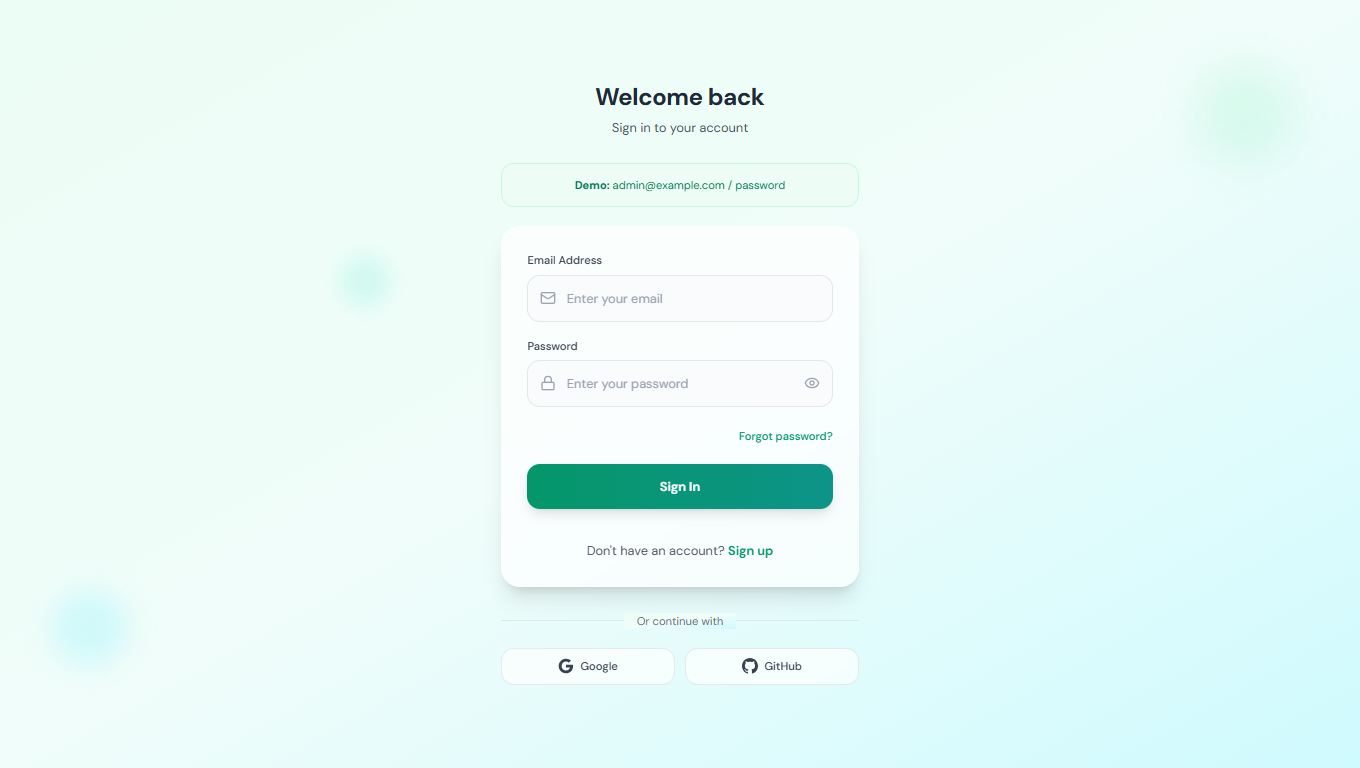 Welcome back
Sign in to your account
Demo: admin@example.com / password
Email Address
Enter your email
Password
Enter your password
Forgot password?
Sign In
Don't have an account? Sign up
Or continue with
Google
GitHub